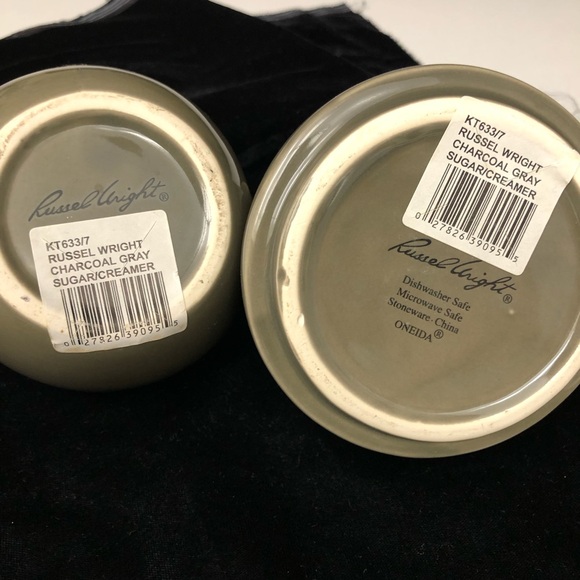 Russel Wright®
KT633/7
RUSSEL WRIGHT
CHARCOAL GRAY
SUGAR/CREAMER
0 27826 39095 5
KT633/7
RUSSEL WRIGHT
CHARCOAL GRAY
SUGAR/CREAMER
0 27826 39095 5
Russel Wright®
Dishwasher Safe
Microwave Safe
Stoneware-China
ONEIDA®